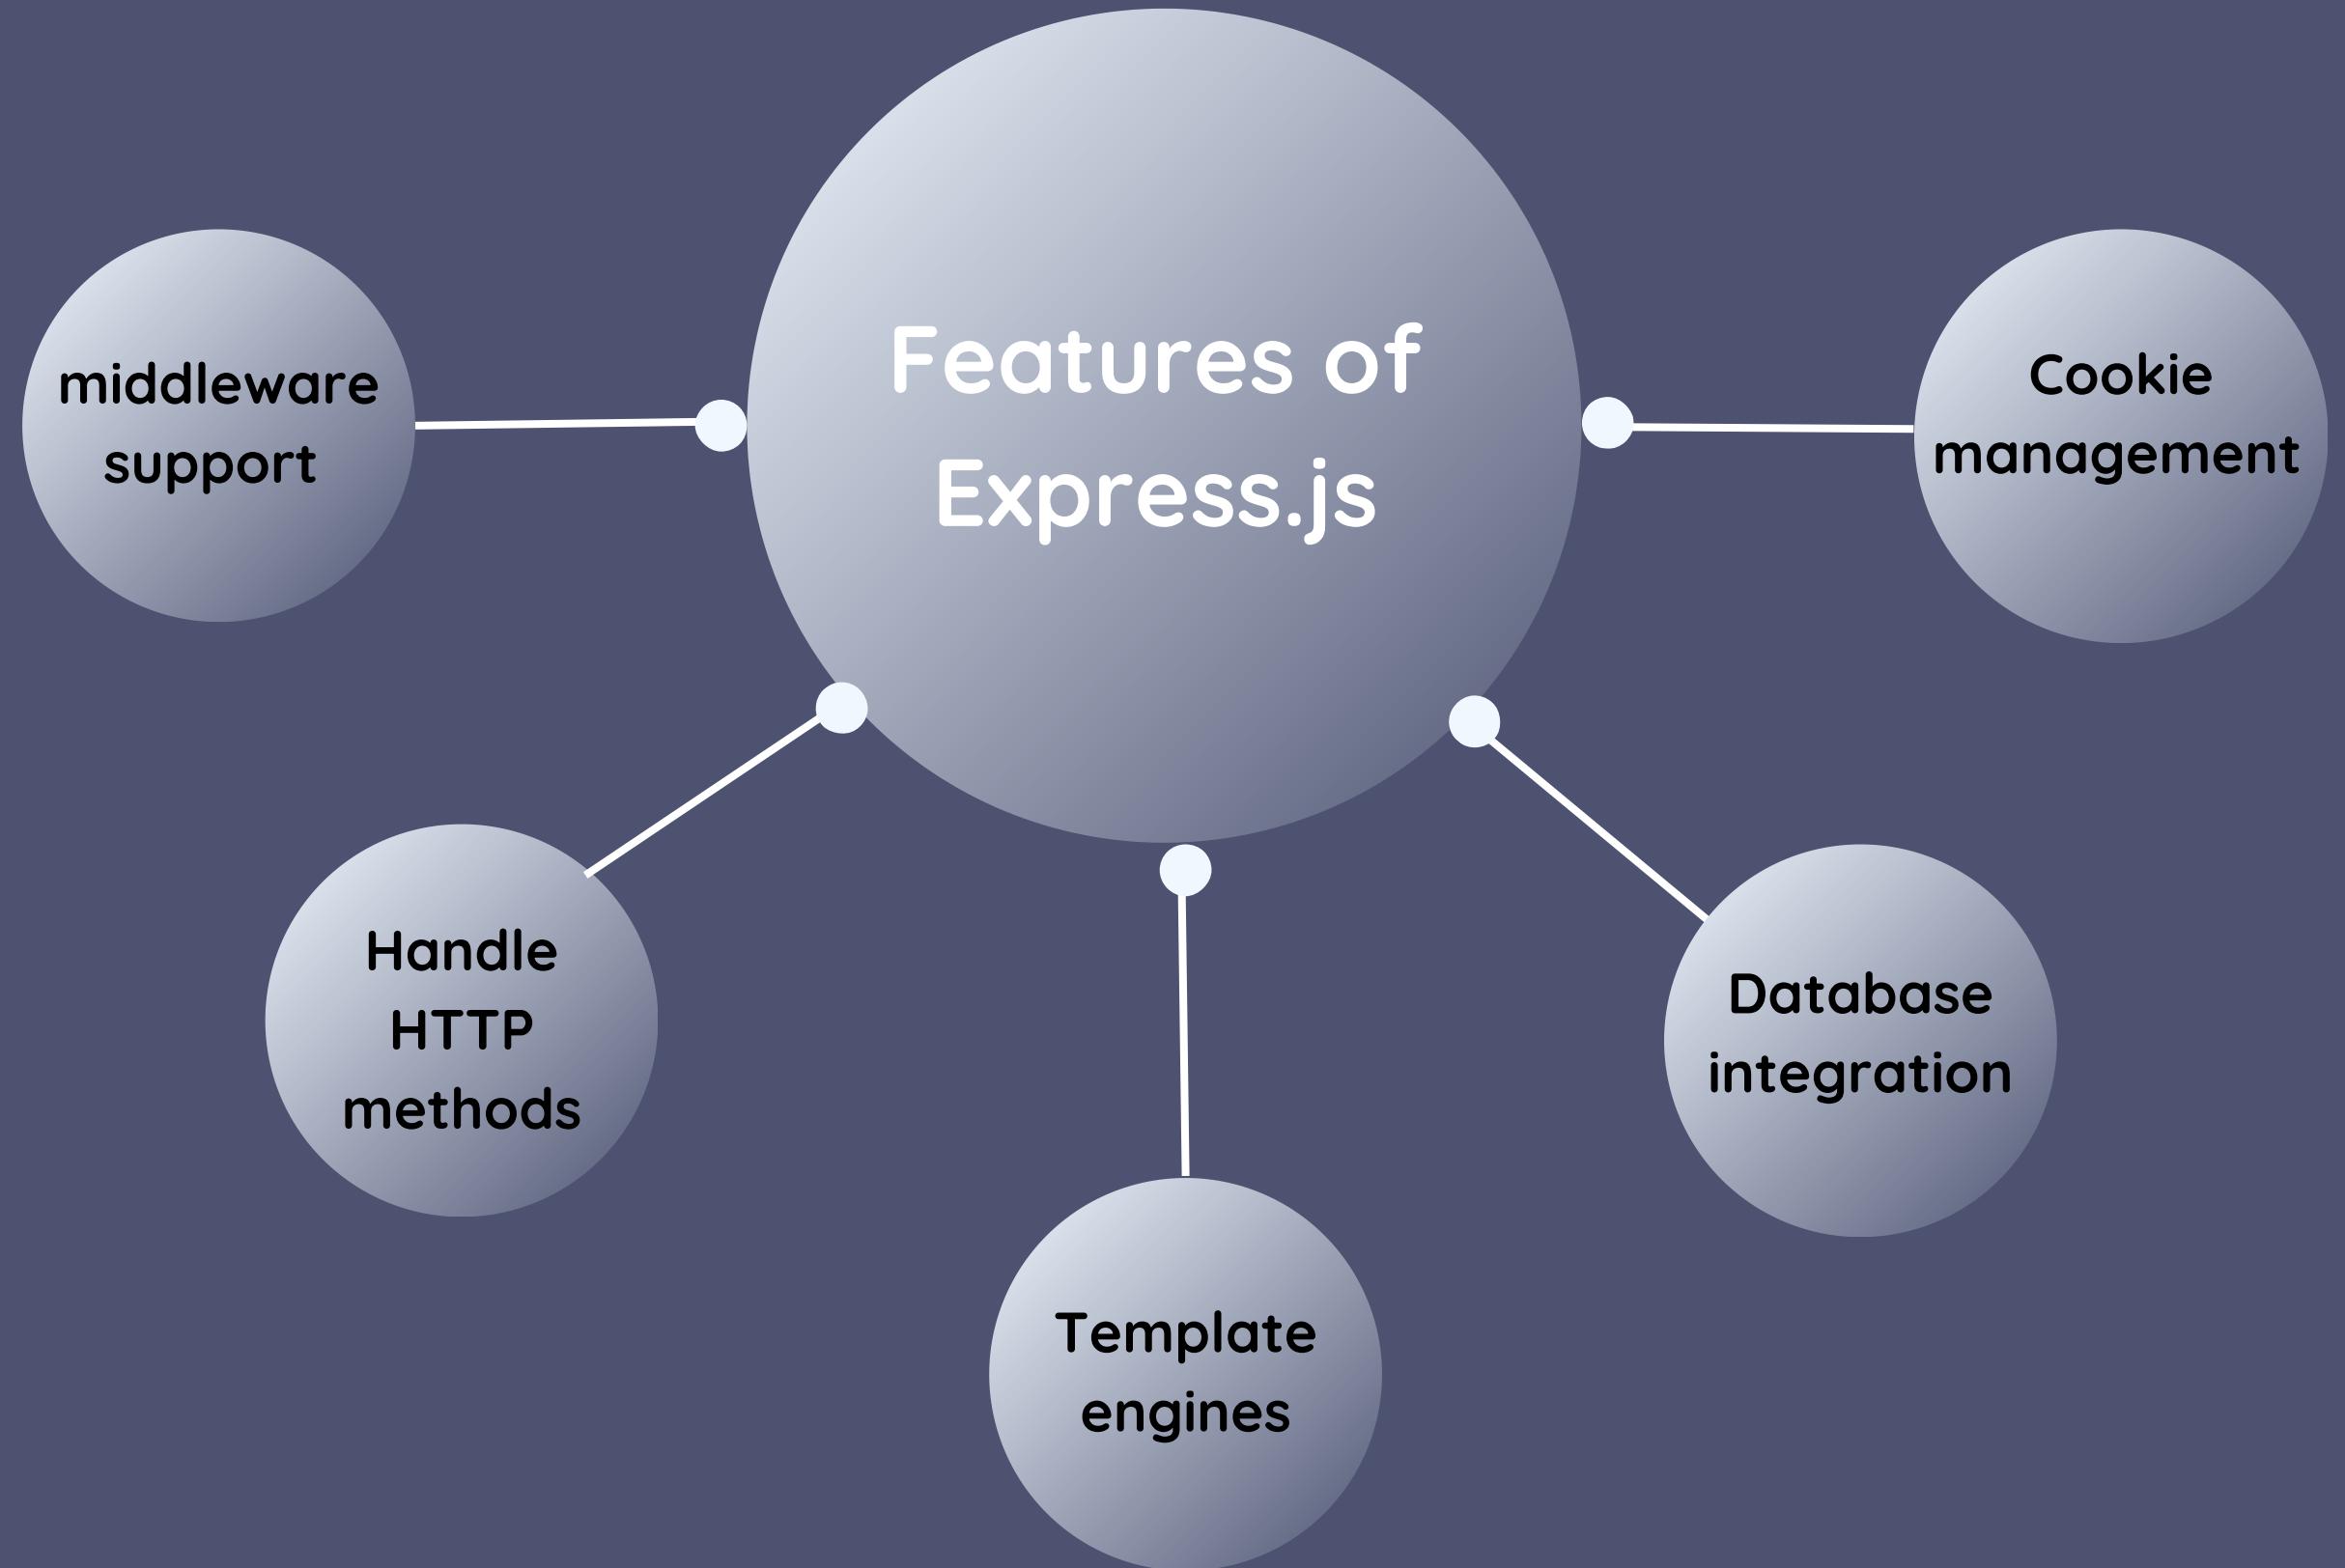 Features of
Express.js
middleware
support
Cookie
management
Handle
HTTP
methods
Database
integration
Template
engines